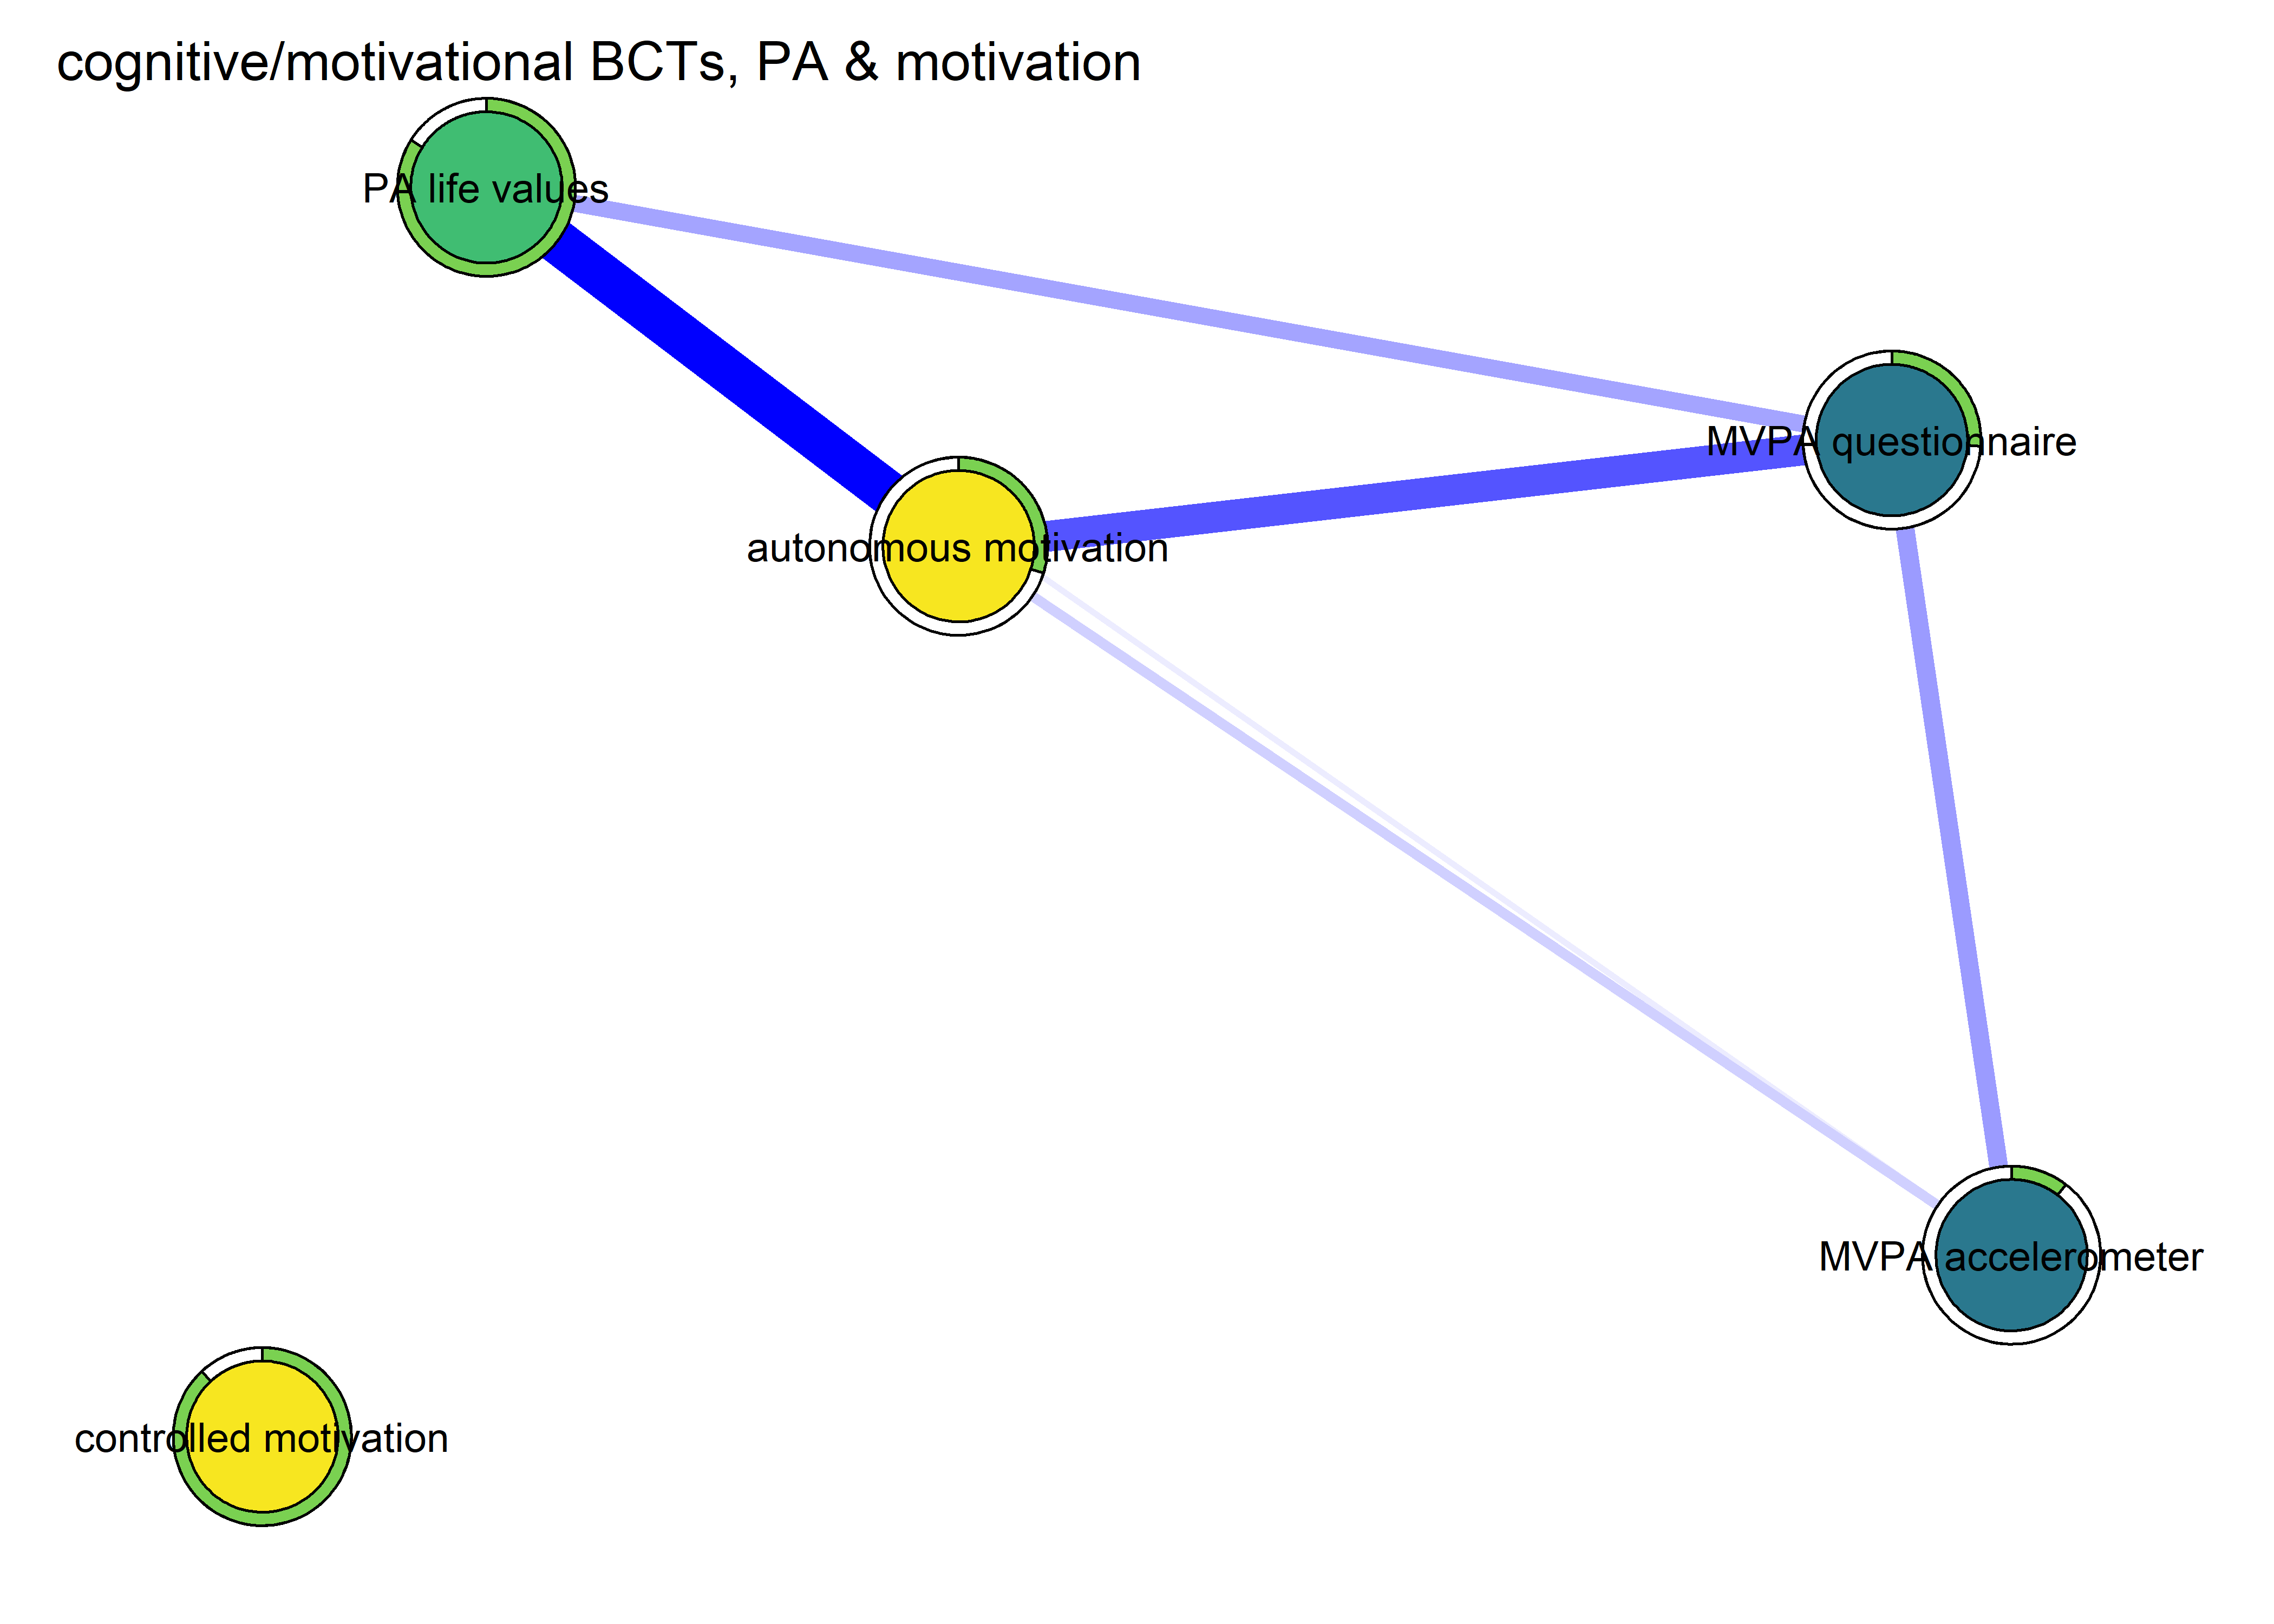 cognitive/motivational BCTs, PA & motivation
PA life values
MVPA questionnaire
autonomous motivation
MVPA accelerometer
controlled motivation